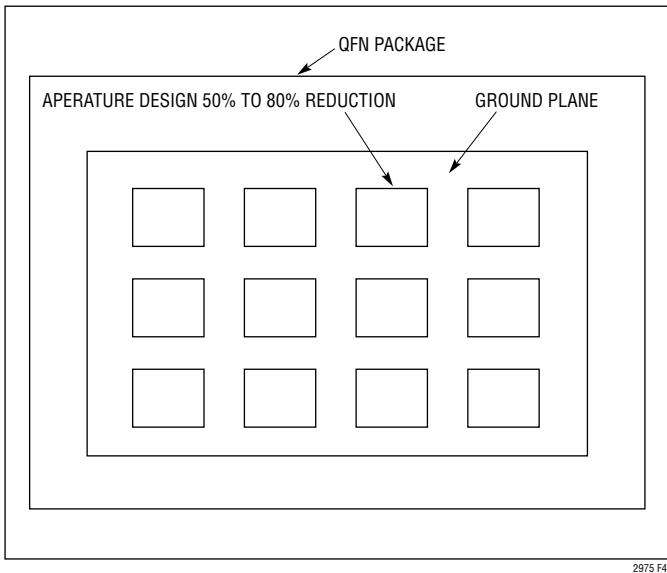 QFN PACKAGE
APERATURE DESIGN 50% TO 80% REDUCTION
GROUND PLANE
2975 F4